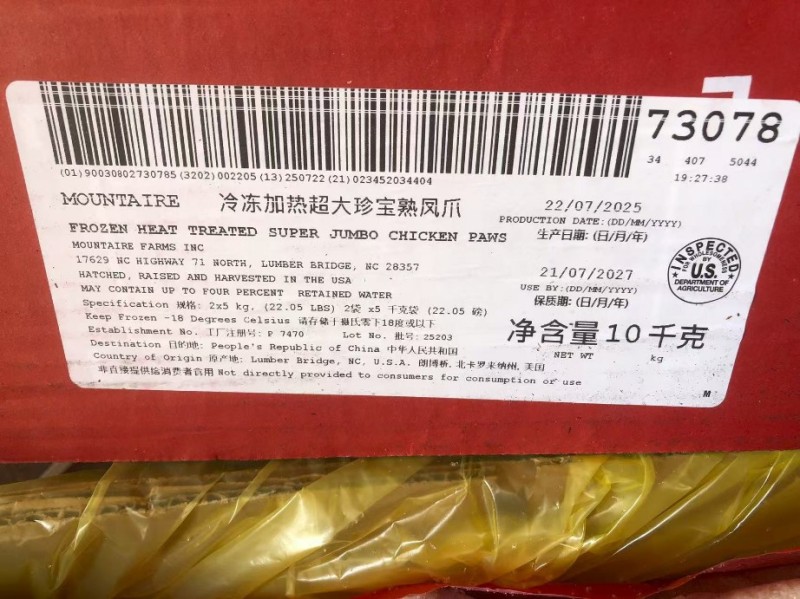 73078
34 407 5044
19:27:38
(01)90030802730785(3202)002205(13)250722(21)023452034404
MOUNTAIRE 冷冻加热超大珍宝熟凤爪
22/07/2025
PRODUCTION DATE:(DD/MM/YYYY)
生产日期:(日/月/年)
FROZEN HEAT TREATED SUPER JUMBO CHICKEN PAWS
MOUNTAIRE FARMS INC
17629 NC HIGHWAY 71 NORTH, LUMBER BRIDGE, NC 28357
HATCHED, RAISED AND HARVESTED IN THE USA
MAY CONTAIN UP TO FOUR PERCENT RETAINED WATER
21/07/2027
USE BY:(DD/MM/YYYY)
保质期:(日/月/年)
INSPECTED
FOR WHOLESOMENESS
BY
U.S.
DEPARTMENT OF
AGRICULTURE
Specification 规格: 2x5 kg, (22.05 LBS) 2袋 x5 千克袋 (22.05 磅)
Keep Frozen -18 Degrees Celsius 请存储于摄氏零下18度或以下
Establishment No. 工厂注册号: P 7470 Lot No. 批号: 25203
Destination 目的地: People's Republic of China 中华人民共和国
Country of Origin 原产地: Lumber Bridge, NC, U.S.A. 朗博桥, 北卡罗来纳州, 美国
非直接提供给消费者食用 Not directly provided to consumers for consumption or use
净含量10千克
NET WT kg
M